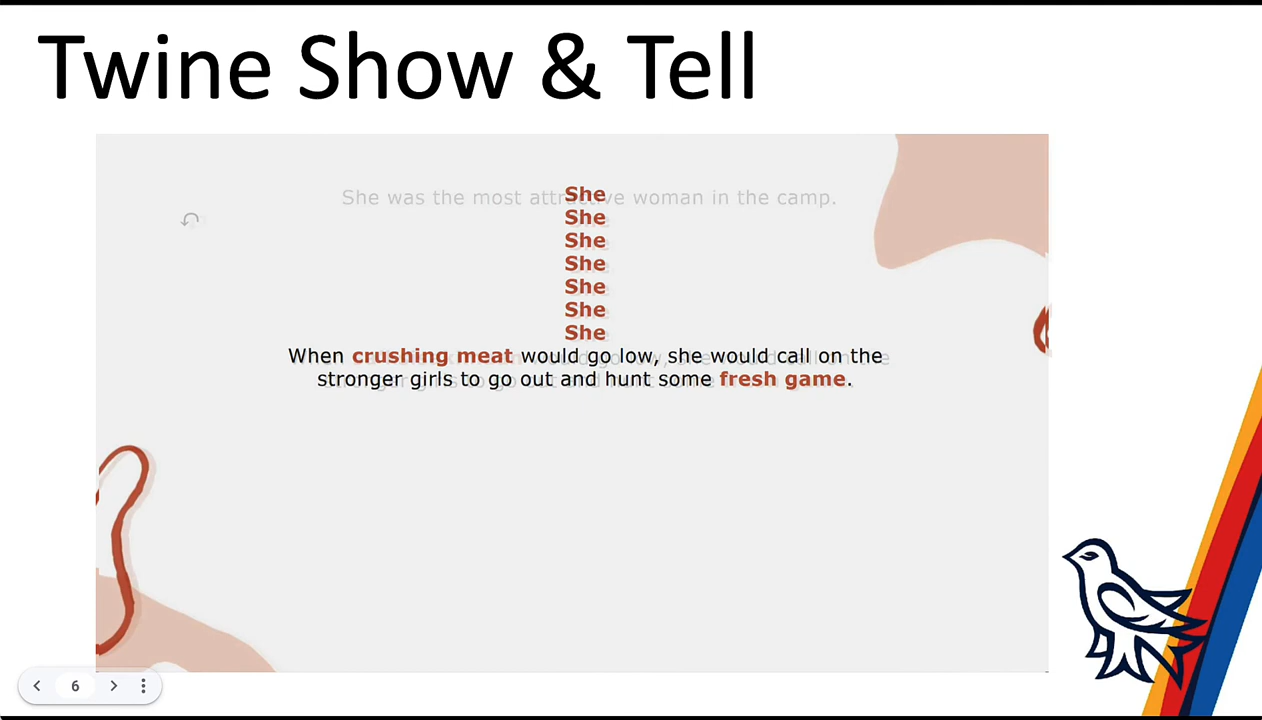 Twine Show & Tell
She was the most attractive woman in the camp.
She
She
She
She
She
She
She
When crushing meat would go low, she would call on the
stronger girls to go out and hunt some fresh game.
6